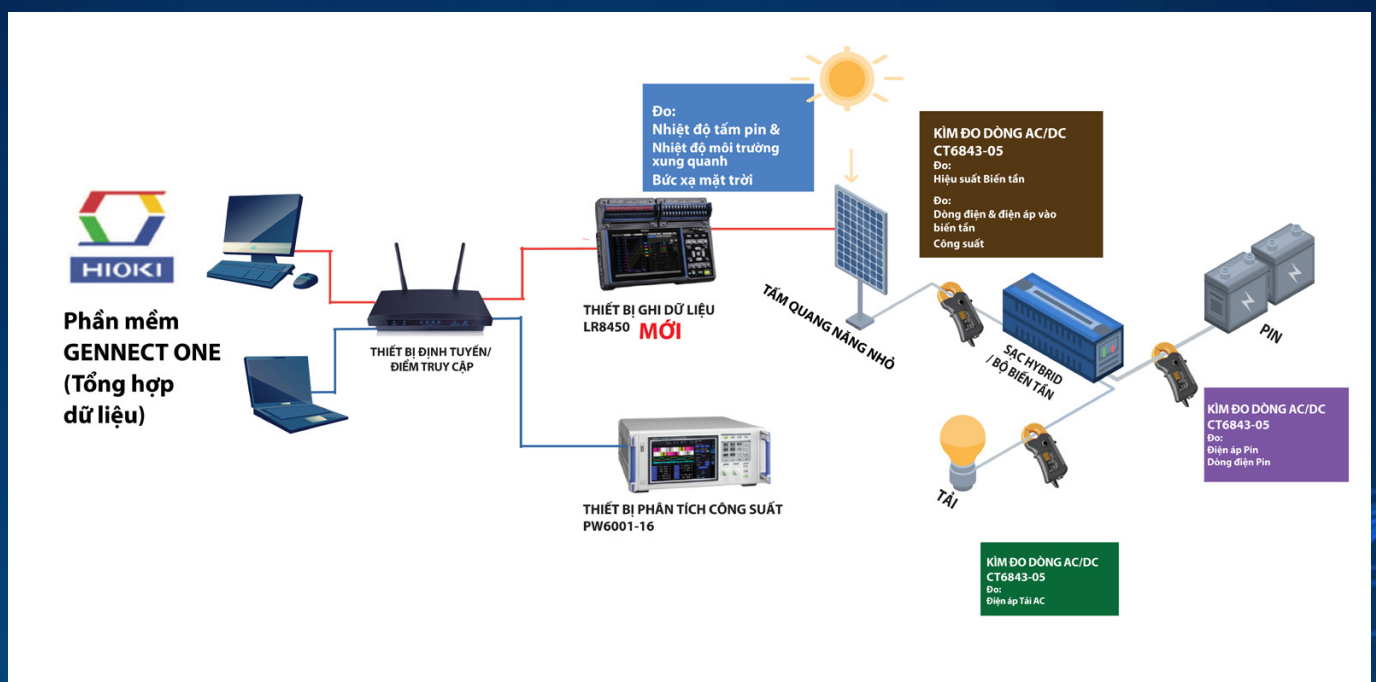 HIOKI
Phần mềm
GENNECT ONE
(Tổng hợp
dữ liệu)
THIẾT BỊ ĐỊNH TUYẾN/
ĐIỂM TRUY CẬP
Đo:
Nhiệt độ tấm pin &
Nhiệt độ môi trường
xung quanh
Bức xạ mặt trời
THIẾT BỊ GHI DỮ LIỆU
LR8450 MỚI
THIẾT BỊ PHÂN TÍCH CÔNG SUẤT
PW6001-16
TẤM QUANG NĂNG NHỎ
KÌM ĐO DÒNG AC/DC
CT6843-05
Đo:
Hiệu suất Biến tần
Đo:
Dòng điện & điện áp vào
biến tần
Công suất
SẠC HYBRID
/ BỘ BIẾN TẦN
PIN
KÌM ĐO DÒNG AC/DC
CT6843-05
Đo:
Điện áp Pin
Dòng điện Pin
TẢI
KÌM ĐO DÒNG AC/DC
CT6843-05
Đo:
Điện áp Tải AC